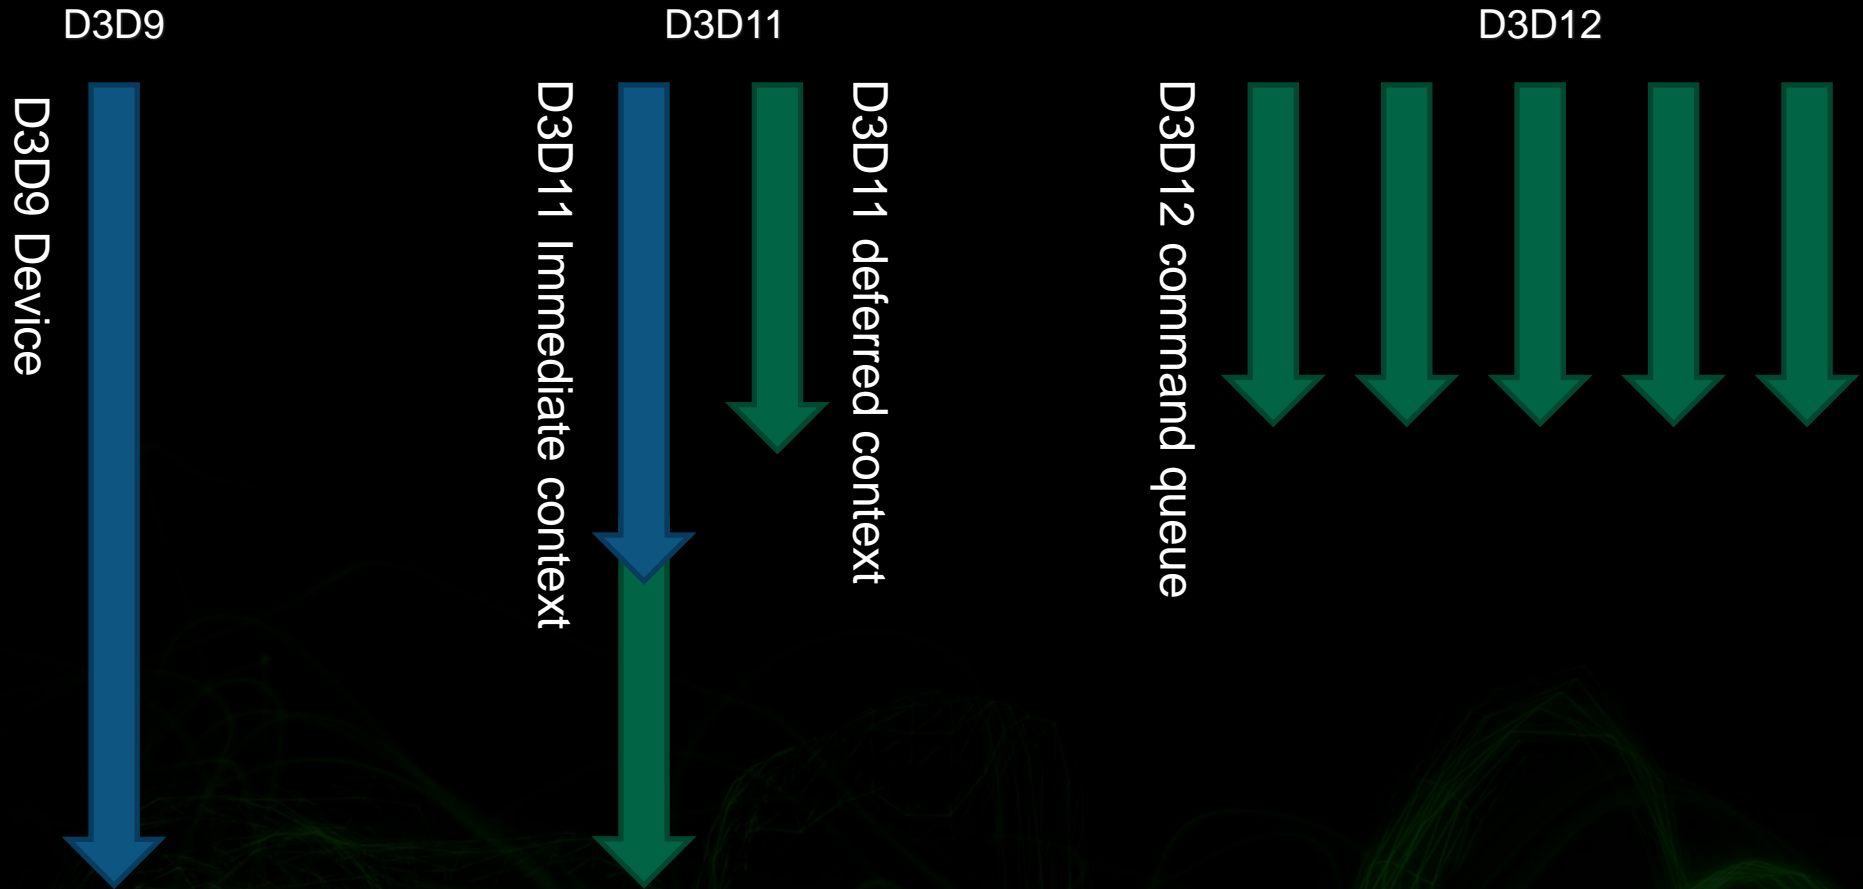 D3D9
D3D11
D3D12
D3D9 Device
D3D11 Immediate context
D3D11 deferred context
D3D12 command queue